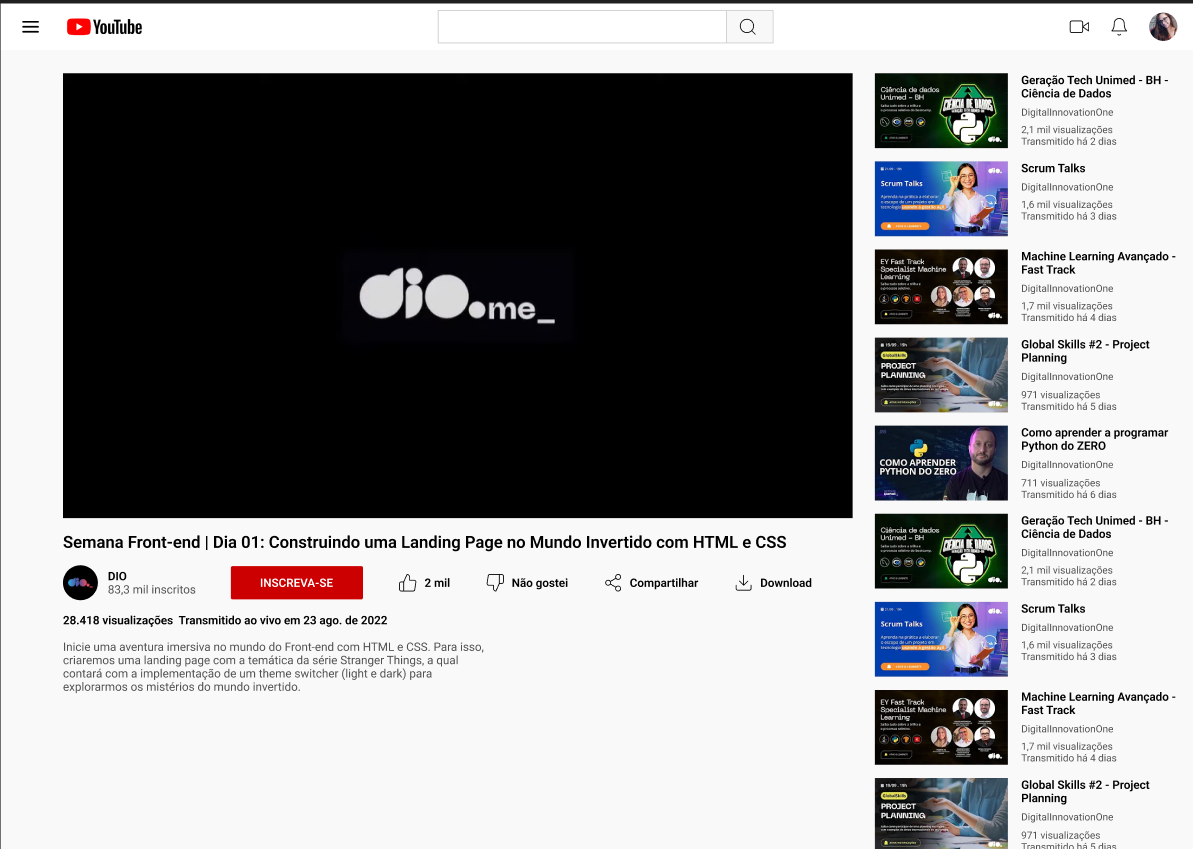 YouTube
dio.me_
Semana Front-end | Dia 01: Construindo uma Landing Page no Mundo Invertido com HTML e CSS
dio.
DIO
83,3 mil inscritos
INSCREVA-SE
2 mil
Não gostei
Compartilhar
Download
28.418 visualizações Transmitido ao vivo em 23 ago. de 2022
Inicie uma aventura imersiva no mundo do Front-end com HTML e CSS. Para isso,
criaremos uma landing page com a temática da série Stranger Things, a qual
contará com a implementação de um theme switcher (light e dark) para
explorarmos os mistérios do mundo invertido.
Ciência de dados
Unimed - BH
CIÊNCIA DE DADOS
dio.
Geração Tech Unimed - BH -
Ciência de Dados
DigitalInnovationOne
2,1 mil visualizações
Transmitido há 2 dias
Scrum Talks
dio.
Scrum Talks
DigitalInnovationOne
1,6 mil visualizações
Transmitido há 3 dias
EY Fast Track
Specialist Machine
Learning
dio.
Machine Learning Avançado -
Fast Track
DigitalInnovationOne
1,7 mil visualizações
Transmitido há 4 dias
GlobalSkills
PROJECT
PLANNING
dio.
Global Skills #2 - Project
Planning
DigitalInnovationOne
971 visualizações
Transmitido há 5 dias
COMO APRENDER
PYTHON DO ZERO
Como aprender a programar
Python do ZERO
DigitalInnovationOne
711 visualizações
Transmitido há 6 dias
Ciência de dados
Unimed - BH
CIÊNCIA DE DADOS
dio.
Geração Tech Unimed - BH -
Ciência de Dados
DigitalInnovationOne
2,1 mil visualizações
Transmitido há 2 dias
Scrum Talks
dio.
Scrum Talks
DigitalInnovationOne
1,6 mil visualizações
Transmitido há 3 dias
EY Fast Track
Specialist Machine
Learning
dio.
Machine Learning Avançado -
Fast Track
DigitalInnovationOne
1,7 mil visualizações
Transmitido há 4 dias
GlobalSkills
PROJECT
PLANNING
dio.
Global Skills #2 - Project
Planning
DigitalInnovationOne
971 visualizações
Transmitido há 5 dias